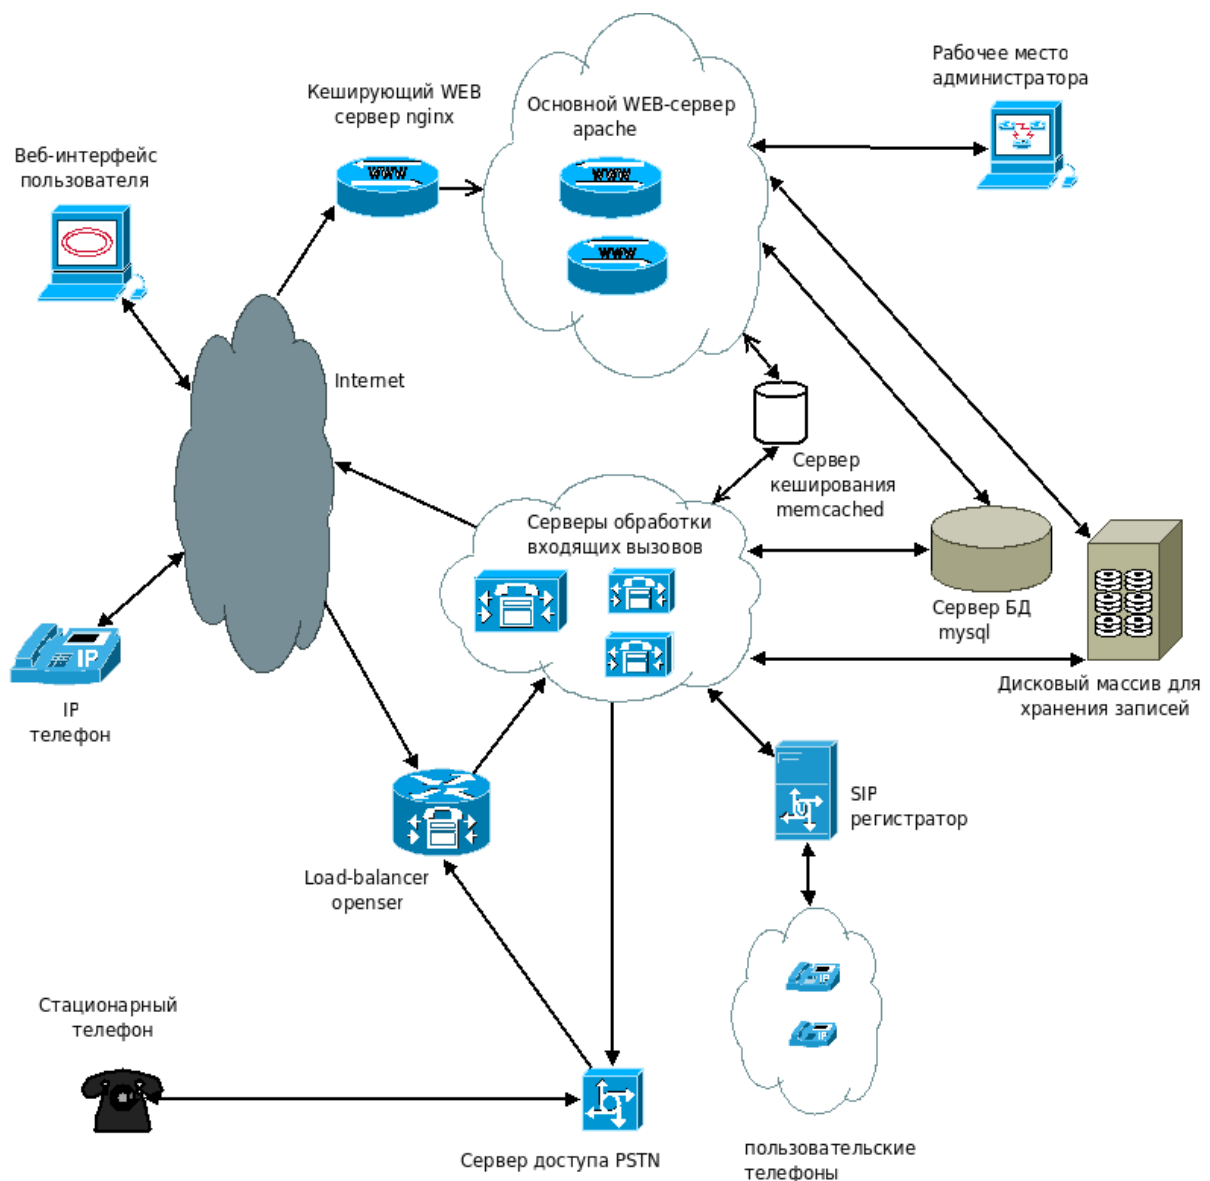 Рабочее место
администратора
Кеширующий WEB
сервер nginx
Основной WEB-сервер
apache
Веб-интерфейс
пользователя
WWW
WWW
WWW
Internet
Сервер
кеширования
memcached
Серверы обработки
входящих вызовов
Сервер БД
mysql
IP
Дисковый массив для
хранения записей
IP
телефон
SIP
регистратор
U
Load-balancer
openser
IP
IP
Стационарный
телефон
Сервер доступа PSTN
пользовательские
телефоны